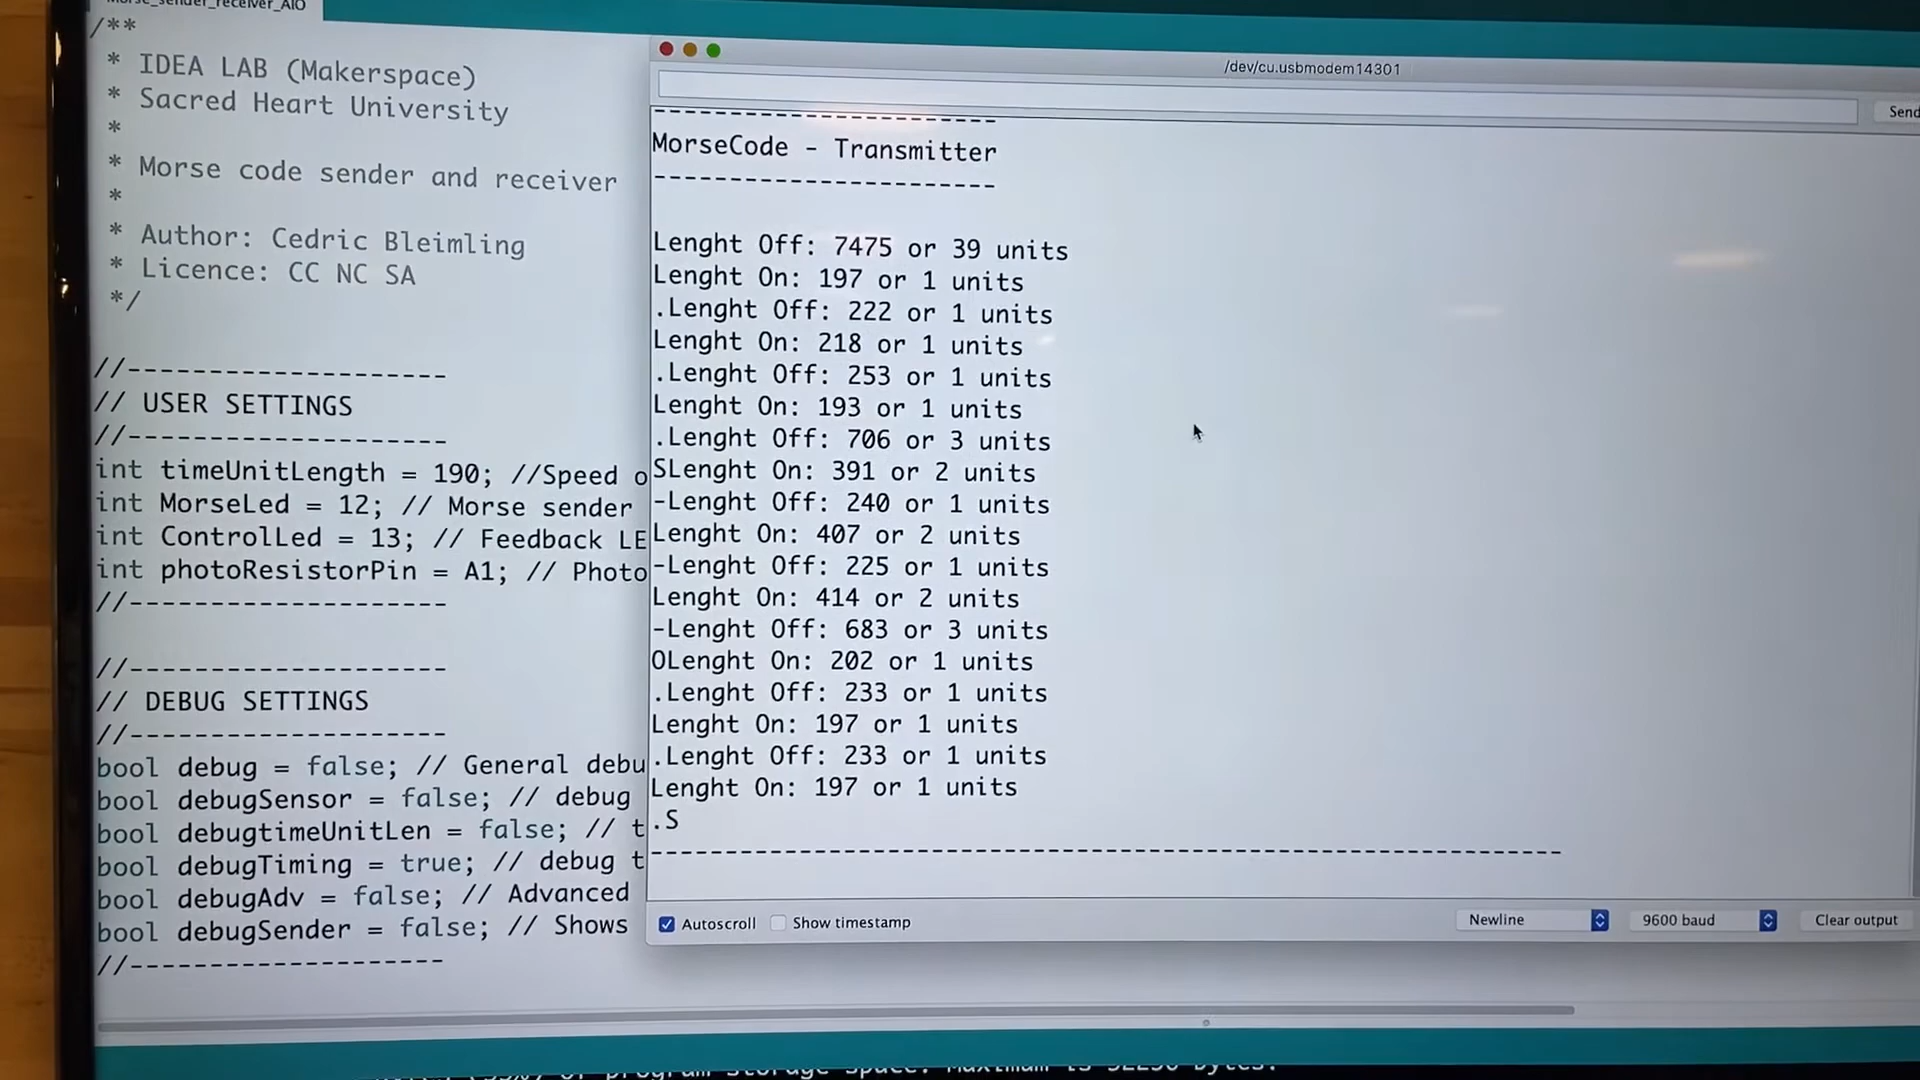 Morse_sender_receiver_AIO
/**
* IDEA LAB (Makerspace)
* Sacred Heart University
*
* Morse code sender and receiver
*
* Author: Cedric Bleimling
* Licence: CC NC SA
*/
//--------------------
// USER SETTINGS
//--------------------
int timeUnitLength = 190; //Speed o
int MorseLed = 12; // Morse sender
int ControlLed = 13; // Feedback LE
int photoResistorPin = A1; // Photo
//--------------------
//--------------------
// DEBUG SETTINGS
//--------------------
bool debug = false; // General debu
bool debugSensor = false; // debug
bool debugtimeUnitLen = false; // t
bool debugTiming = true; // debug t
bool debugAdv = false; // Advanced
bool debugSender = false; // Shows
//--------------------
/dev/cu.usbmodem14301
Send
-----------------------
MorseCode - Transmitter
-----------------------
Lenght Off: 7475 or 39 units
Lenght On: 197 or 1 units
.Lenght Off: 222 or 1 units
Lenght On: 218 or 1 units
.Lenght Off: 253 or 1 units
Lenght On: 193 or 1 units
.Lenght Off: 706 or 3 units
SLenght On: 391 or 2 units
-Lenght Off: 240 or 1 units
Lenght On: 407 or 2 units
-Lenght Off: 225 or 1 units
Lenght On: 414 or 2 units
-Lenght Off: 683 or 3 units
OLenght On: 202 or 1 units
.Lenght Off: 233 or 1 units
Lenght On: 197 or 1 units
.Lenght Off: 233 or 1 units
Lenght On: 197 or 1 units
.S
--------------------------------------------------------------
Autoscroll Show timestamp Newline 9600 baud Clear output
of program storage space. Maximum is 32256 bytes.